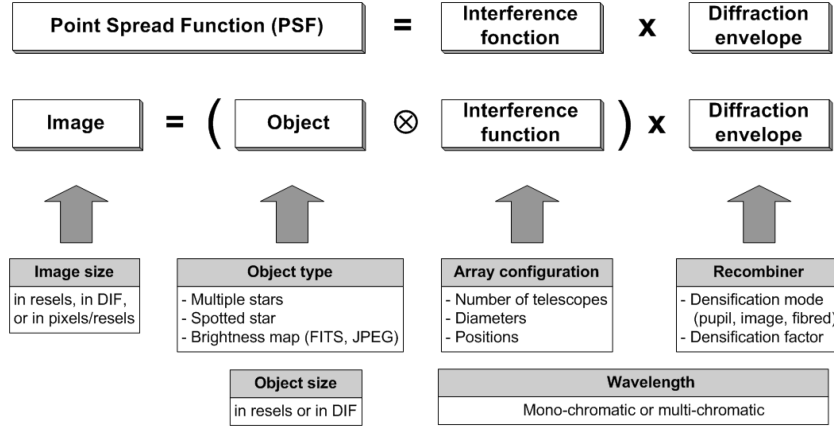 Point Spread Function (PSF) = Interference fonction x Diffraction envelope
Image = ( Object ⊗ Interference function ) x Diffraction envelope
Image size
in resels, in DIF,
or in pixels/resels
Object type
- Multiple stars
- Spotted star
- Brightness map (FITS, JPEG)
Object size
in resels or in DIF
Array configuration
- Number of telescopes
- Diameters
- Positions
Recombiner
- Densification mode
(pupil, image, fibred)
- Densification factor
Wavelength
Mono-chromatic or multi-chromatic